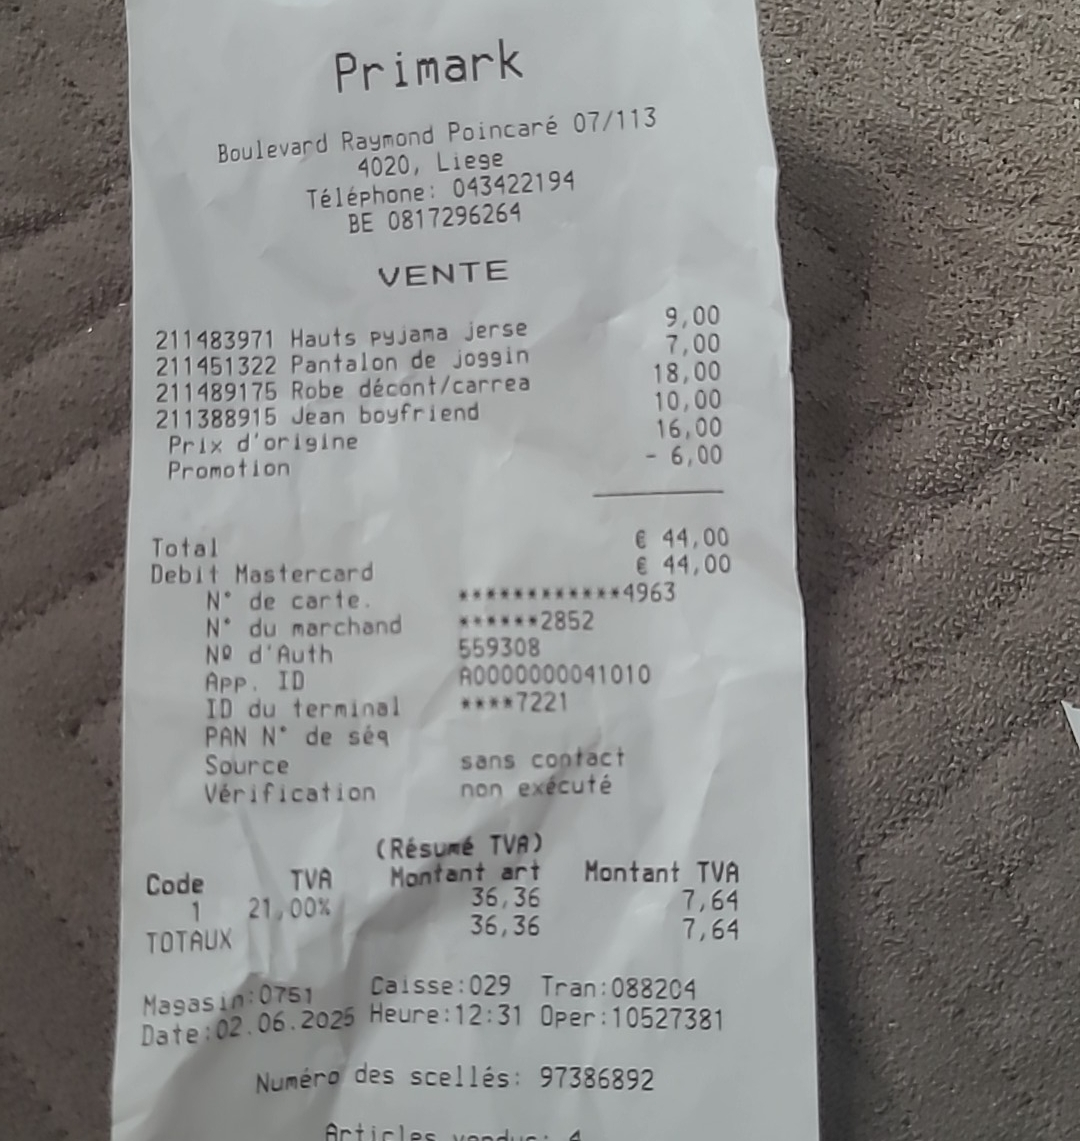 Primark
Boulevard Raymond Poincaré 07/113
4020, Liege
Téléphone: 043422194
BE 0817296264
VENTE
211483971 Hauts pyjama jerse 9,00
211451322 Pantalon de joggin 7,00
211489175 Robe décont/carrea 18,00
211388915 Jean boyfriend 10,00
Prix d'origine 16,00
Promotion - 6,00
Total € 44,00
Debit Mastercard € 44,00
N° de carte. ************4963
N° du marchand ******2852
Nº d'Auth 559308
App. ID A0000000041010
ID du terminal ****7221
PAN N° de séq
Source sans contact
Vérification non exécuté
(Résumé TVA)
Code TVA Montant art Montant TVA
1 21,00% 36,36 7,64
TOTAUX 36,36 7,64
Magasin:0751 Caisse:029 Tran:088204
Date:02.06.2025 Heure:12:31 Oper:10527381
Numéro des scellés: 97386892
Articles vendus: 4